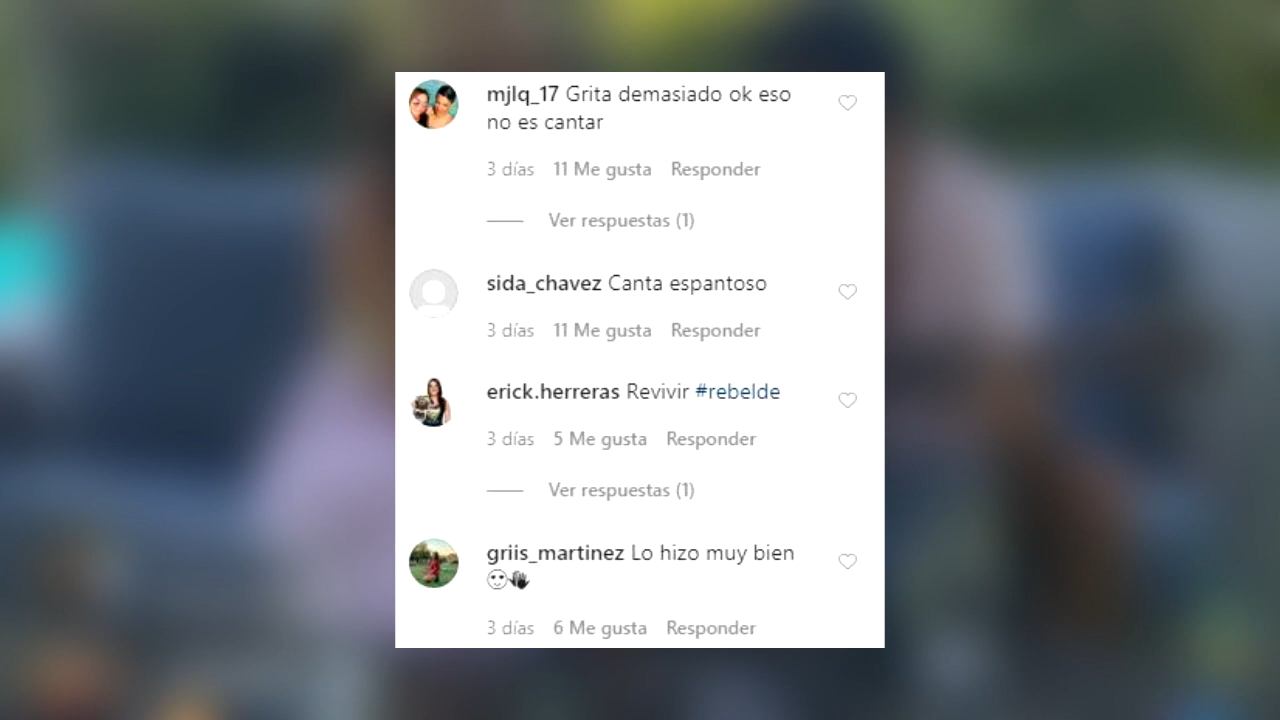 mjlq_17 Grita demasiado ok eso
no es cantar
3 días 11 Me gusta Responder
Ver respuestas (1)
sida_chavez Canta espantoso
3 días 11 Me gusta Responder
erick.herreras Revivir #rebelde
3 días 5 Me gusta Responder
Ver respuestas (1)
griis_martinez Lo hizo muy bien
3 días 6 Me gusta Responder